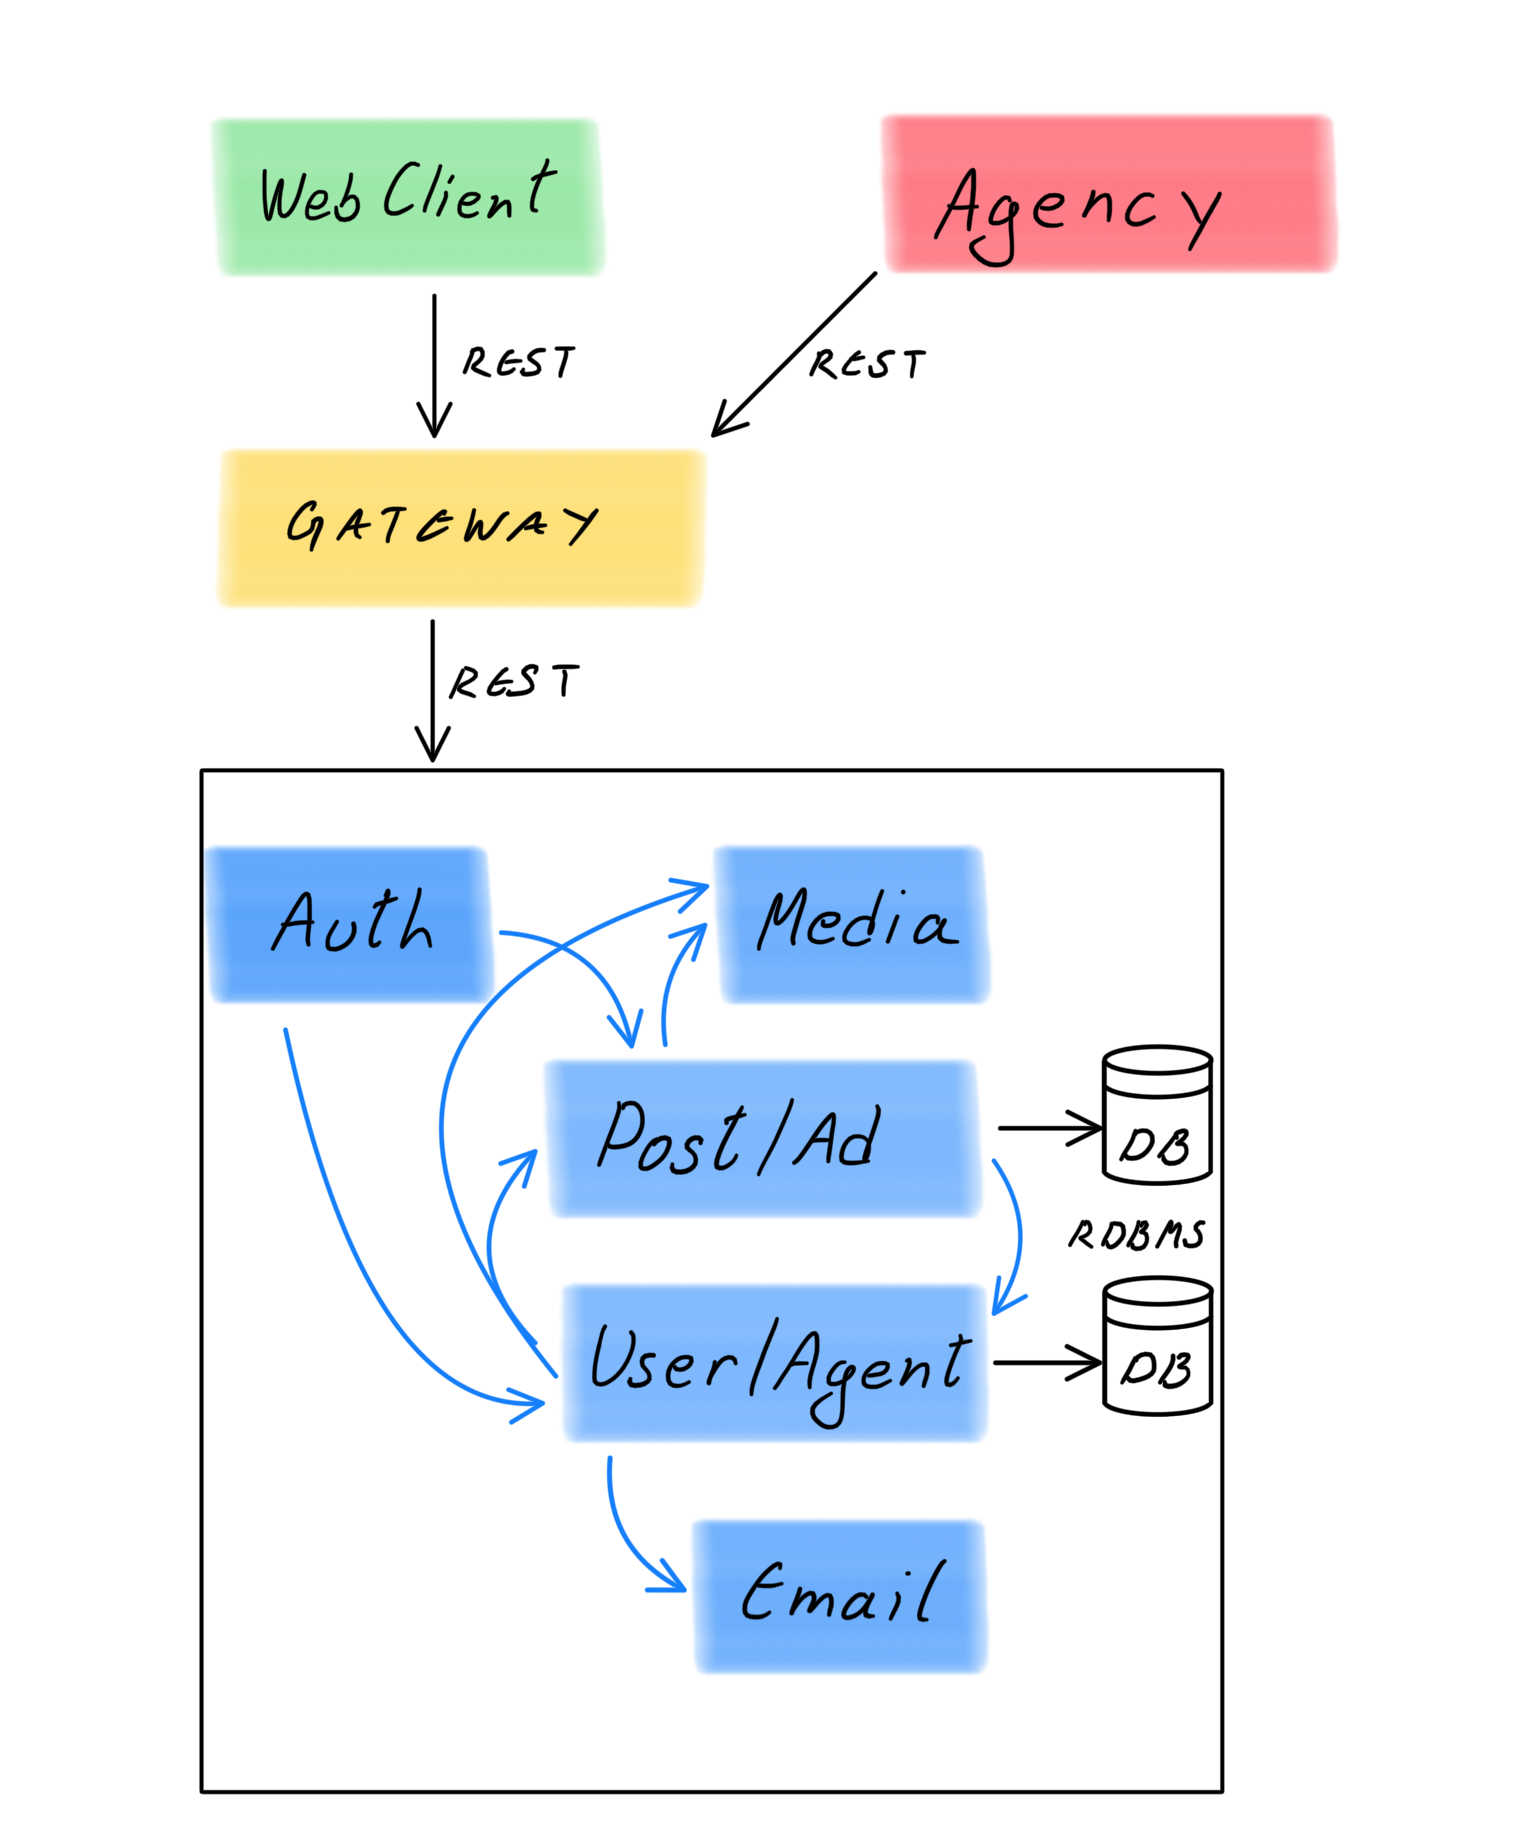 Web Client
Agency
REST
REST
GATEWAY
REST
Auth
Media
Post/Ad
DB
RDBMS
User/Agent
DB
Email